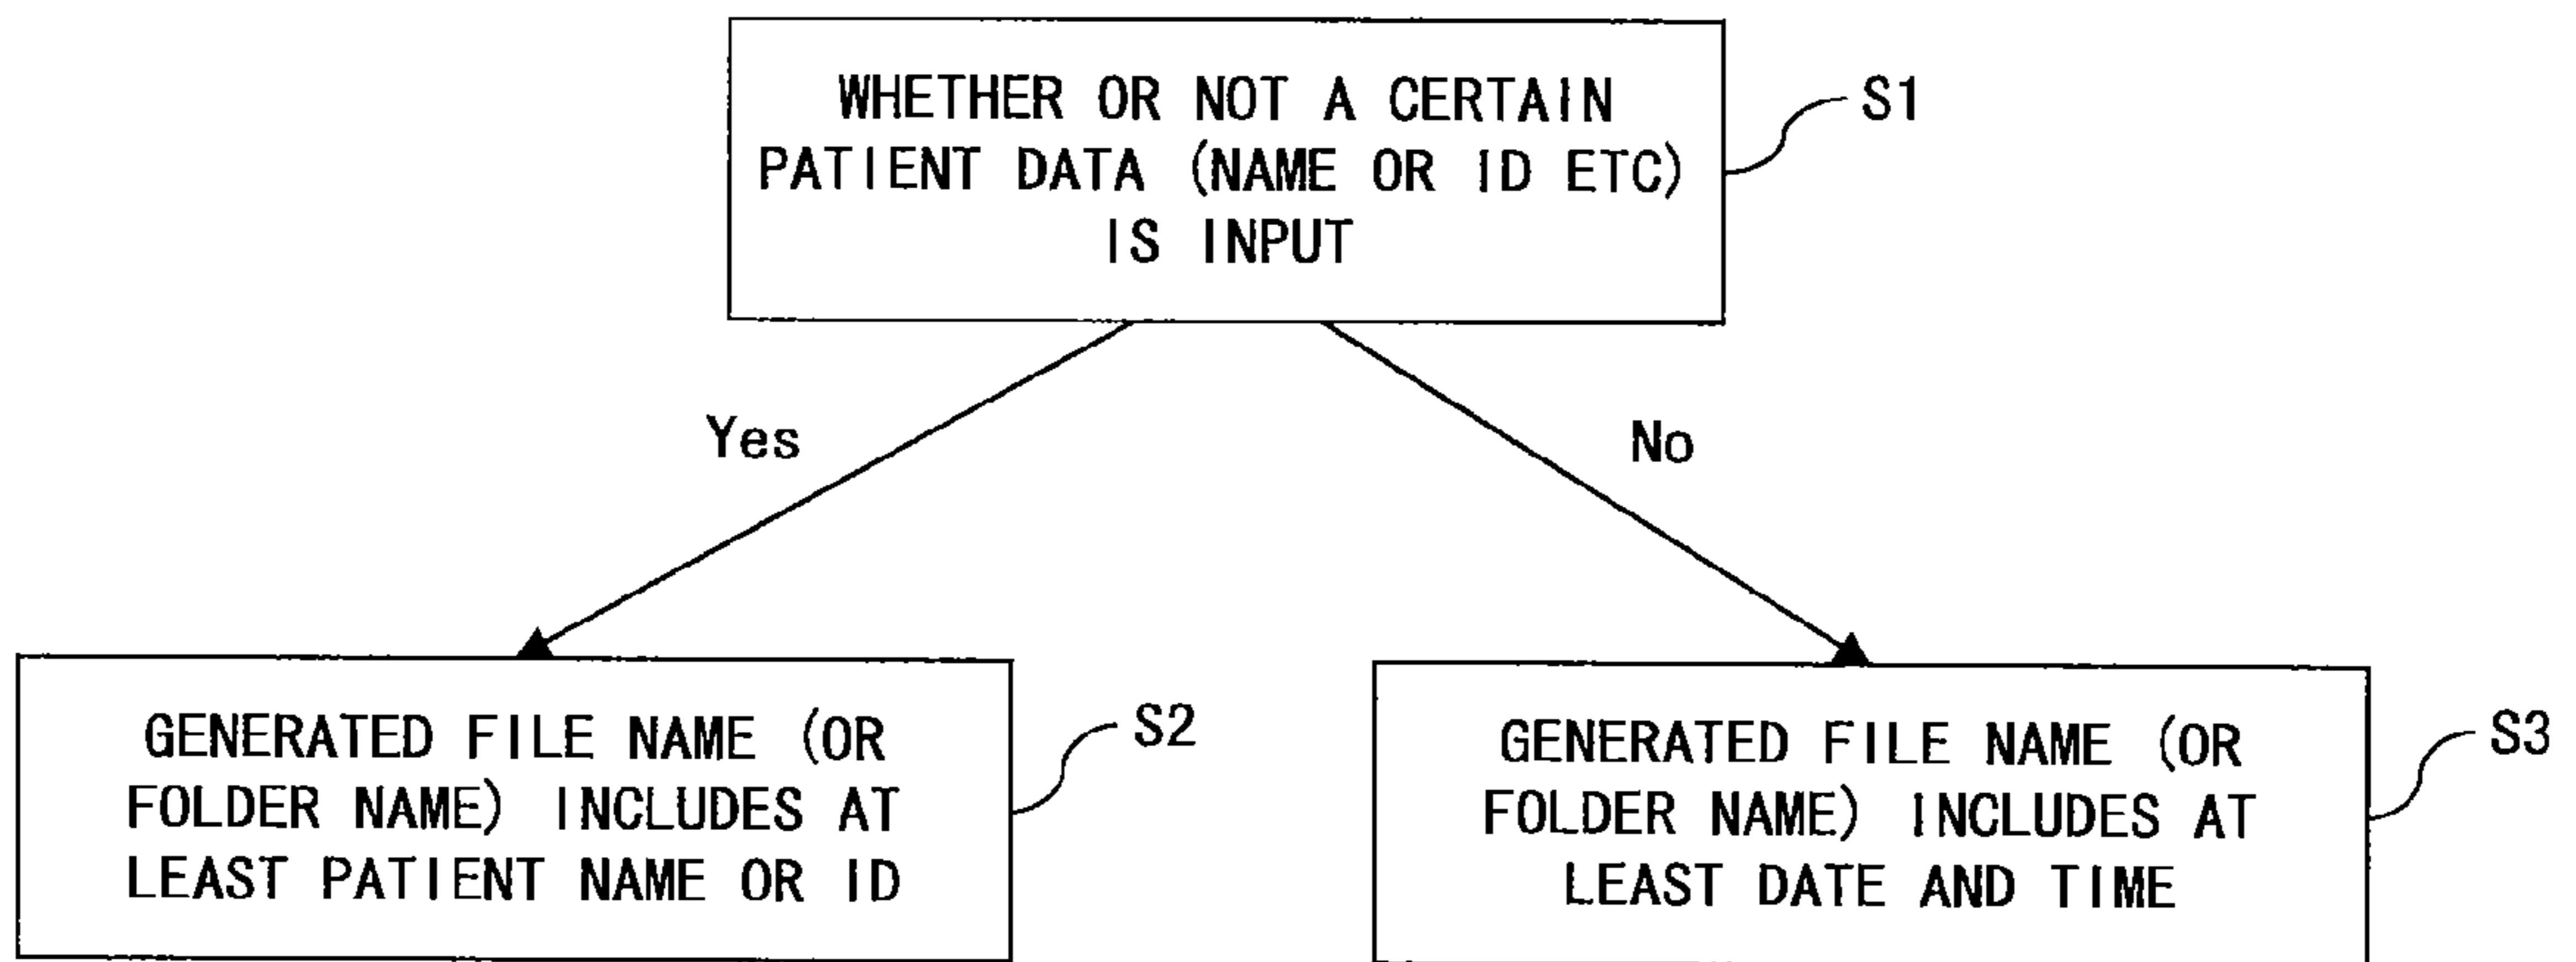 WHETHER OR NOT A CERTAIN
PATIENT DATA (NAME OR ID ETC)
IS INPUT
S1
Yes
No
GENERATED FILE NAME (OR
FOLDER NAME) INCLUDES AT
LEAST PATIENT NAME OR ID
S2
GENERATED FILE NAME (OR
FOLDER NAME) INCLUDES AT
LEAST DATE AND TIME
S3